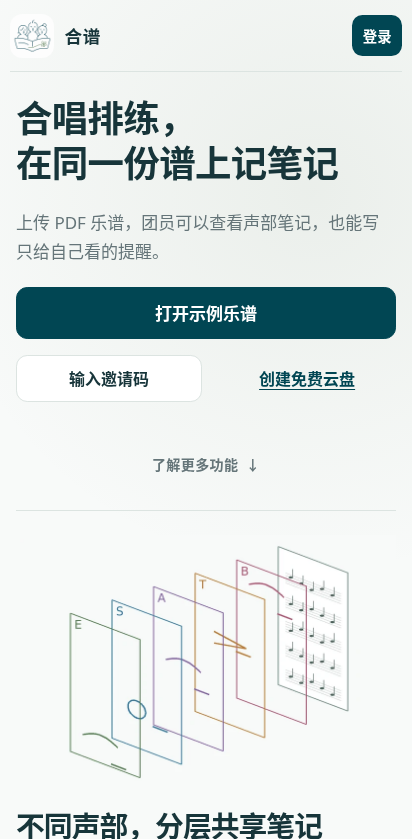 合谱
登录
合唱排练，
在同一份谱上记笔记
上传 PDF 乐谱，团员可以查看声部笔记，也能写
只给自己看的提醒。
打开示例乐谱
输入邀请码
创建免费云盘
了解更多功能 ↓
E
S
A
T
B
不同声部，分层共享笔记